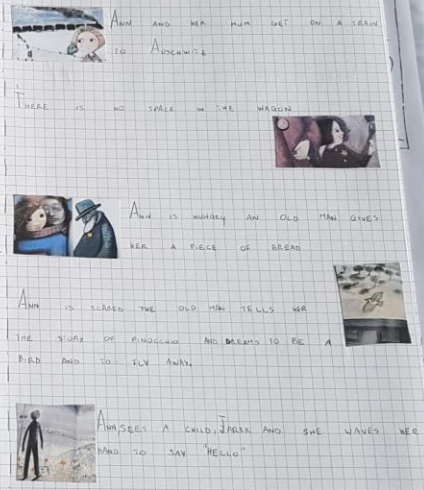 ANN AND HER MUM GET ON A TRAIN
TO AUSCHWITZ
THERE IS NO SPACE IN THE WAGON
ANN IS HUNGRY AN OLD MAN GIVES
HER A PIECE OF BREAD
ANN IS SCARED THE OLD MAN TELLS HER
THE STORY OF PINOCCHIO AND DREAMS TO BE A
BIRD AND TO FLY AWAY.
ANN SEES A CHILD, JAREK AND SHE WAVES HER
HAND TO SAY "HELLO"